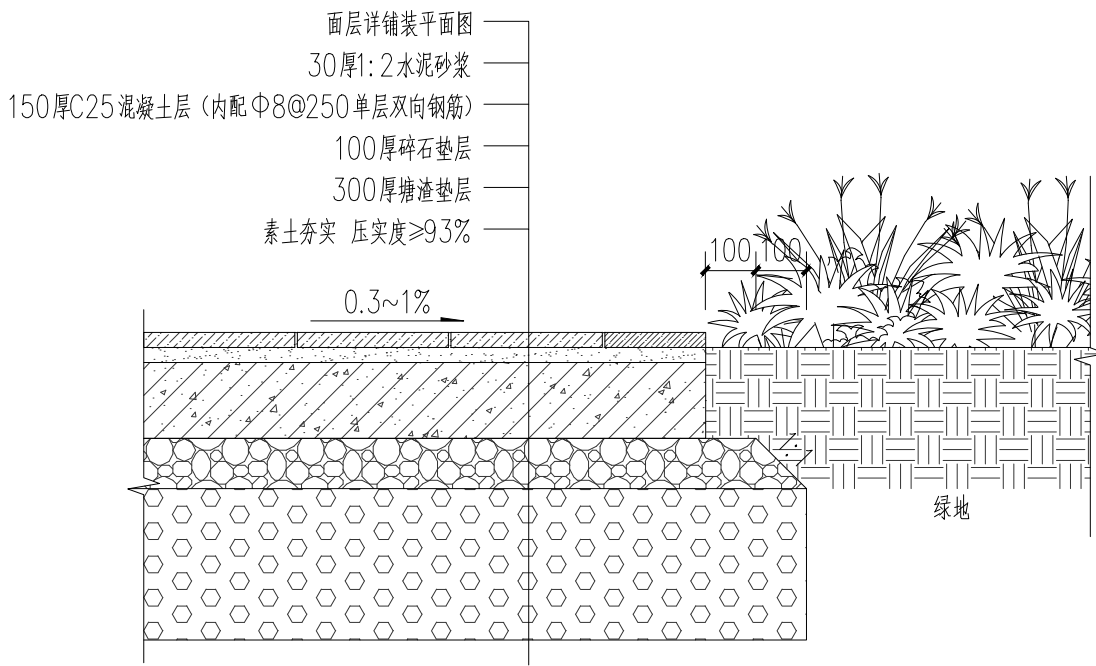 面层详铺装平面图
30厚1:2水泥砂浆
150厚C25混凝土层（内配Φ8@250单层双向钢筋）
100厚碎石垫层
300厚塘渣垫层
素土夯实 压实度≥93%
100 100
0.3~1%
绿地